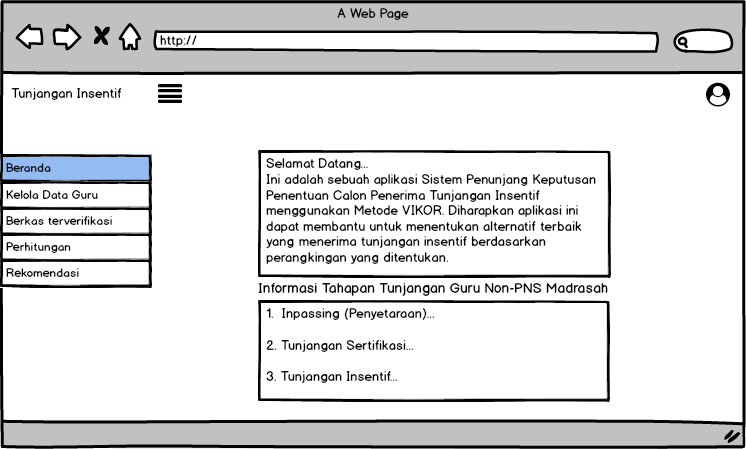 A Web Page
http://
Tunjangan Insentif
Beranda
Kelola Data Guru
Berkas terverifikasi
Perhitungan
Rekomendasi
Selamat Datang...
Ini adalah sebuah aplikasi Sistem Penunjang Keputusan
Penentuan Calon Penerima Tunjangan Insentif
menggunakan Metode VIKOR. Diharapkan aplikasi ini
dapat membantu untuk menentukan alternatif terbaik
yang menerima tunjangan insentif berdasarkan
perangkingan yang ditentukan.
Informasi Tahapan Tunjangan Guru Non-PNS Madrasah
1. Inpassing (Penyetaraan)...
2. Tunjangan Sertifikasi...
3. Tunjangan Insentif...